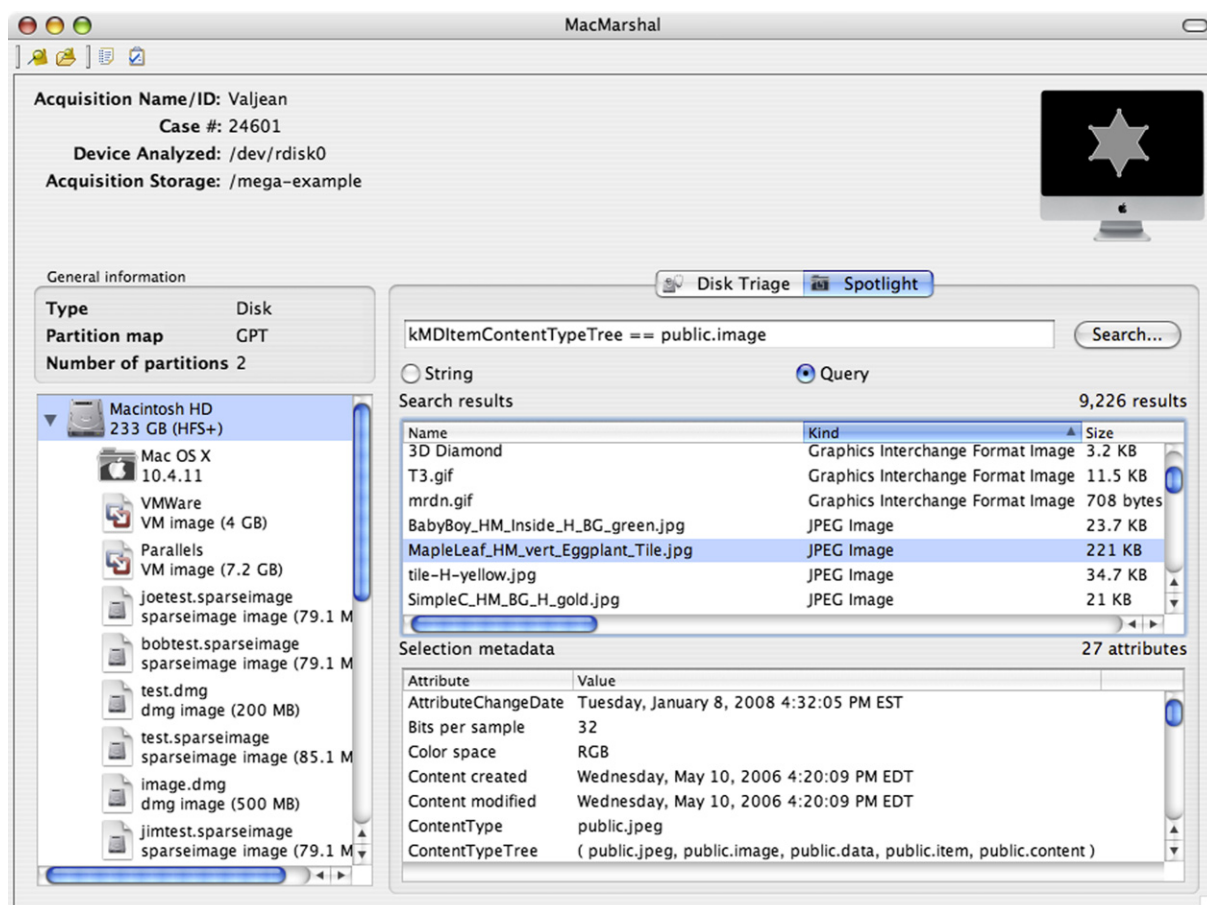 MacMarshal
Acquisition Name/ID: Valjean
Case #: 24601
Device Analyzed: /dev/rdisk0
Acquisition Storage: /mega-example
General information
Type Disk
Partition map GPT
Number of partitions 2
Macintosh HD
233 GB (HFS+)
Mac OS X
10.4.11
VMWare
VM image (4 GB)
Parallels
VM image (7.2 GB)
joetest.sparseimage
sparseimage image (79.1 M
bobtest.sparseimage
sparseimage image (79.1 M
test.dmg
dmg image (200 MB)
test.sparseimage
sparseimage image (85.1 M
image.dmg
dmg image (500 MB)
jimtest.sparseimage
sparseimage image (79.1 M
Disk Triage Spotlight
kMDItemContentTypeTree == public.image Search...
String Query
Search results 9,226 results
Name Kind Size
3D Diamond Graphics Interchange Format Image 3.2 KB
T3.gif Graphics Interchange Format Image 11.5 KB
mrdn.gif Graphics Interchange Format Image 708 bytes
BabyBoy_HM_Inside_H_BG_green.jpg JPEG Image 23.7 KB
MapleLeaf_HM_vert_Eggplant_Tile.jpg JPEG Image 221 KB
tile-H-yellow.jpg JPEG Image 34.7 KB
SimpleC_HM_BG_H_gold.jpg JPEG Image 21 KB
Selection metadata 27 attributes
Attribute Value
AttributeChangeDate Tuesday, January 8, 2008 4:32:05 PM EST
Bits per sample 32
Color space RGB
Content created Wednesday, May 10, 2006 4:20:09 PM EDT
Content modified Wednesday, May 10, 2006 4:20:09 PM EDT
ContentType public.jpeg
ContentTypeTree ( public.jpeg, public.image, public.data, public.item, public.content )